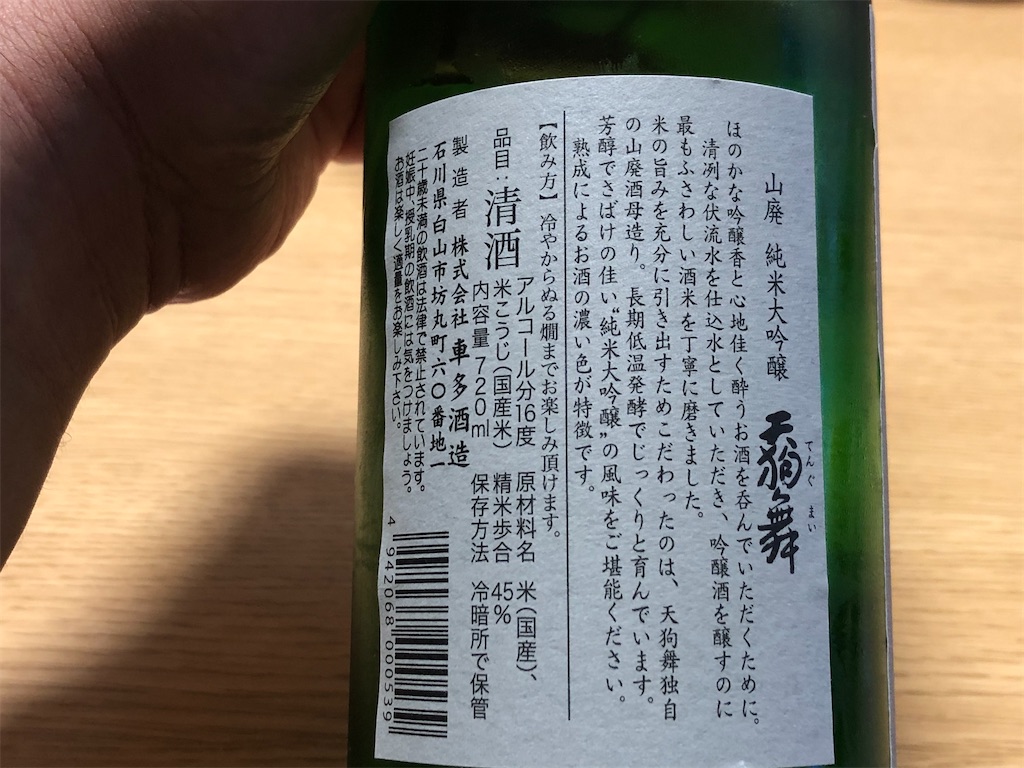 山廃 純米大吟醸 天狗舞
てんぐ まい
ほのかな吟醸香と心地佳く酔うお酒を呑んでいただくために。
清冽な伏流水を仕込水としていただき、吟醸酒を醸すのに
最もふさわしい酒米を丁寧に磨きました。
米の旨みを充分に引き出すためこだわったのは、天狗舞独自
の山廃酒母造り。長期低温発酵でじっくりと育んでいます。
芳醇でさばけの佳い“純米大吟醸”の風味をご堪能ください。
熟成によるお酒の濃い色が特徴です。
【飲み方】冷やからぬる燗までお楽しみ頂けます。
品目:清酒
アルコール分16度 原材料名 米(国産)、
米こうじ(国産米) 精米歩合 45%
内容量720ml 保存方法 冷暗所で保管
製造者 株式会社 車多酒造
石川県白山市坊丸町六〇番地一
二十歳未満の飲酒は法律で禁止されています。
妊娠中、授乳期の飲酒には気をつけましょう。
お酒は楽しく適量をお楽しみ下さい。
4 942068 000539